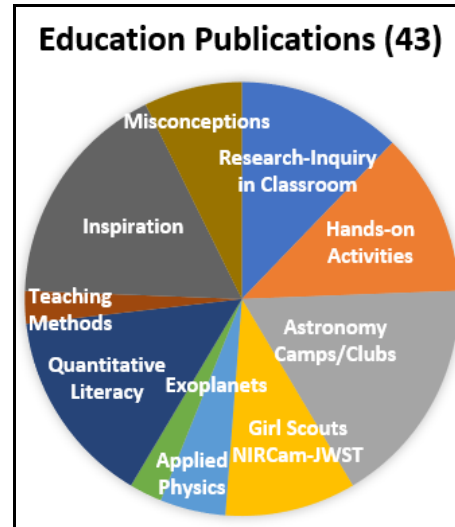 Education Publications (43)
Misconceptions
Research-Inquiry
in Classroom
Inspiration
Hands-on
Activities
Teaching
Methods
Astronomy
Camps/Clubs
Quantitative
Literacy
Exoplanets
Girl Scouts
NIRCam-JWST
Applied
Physics